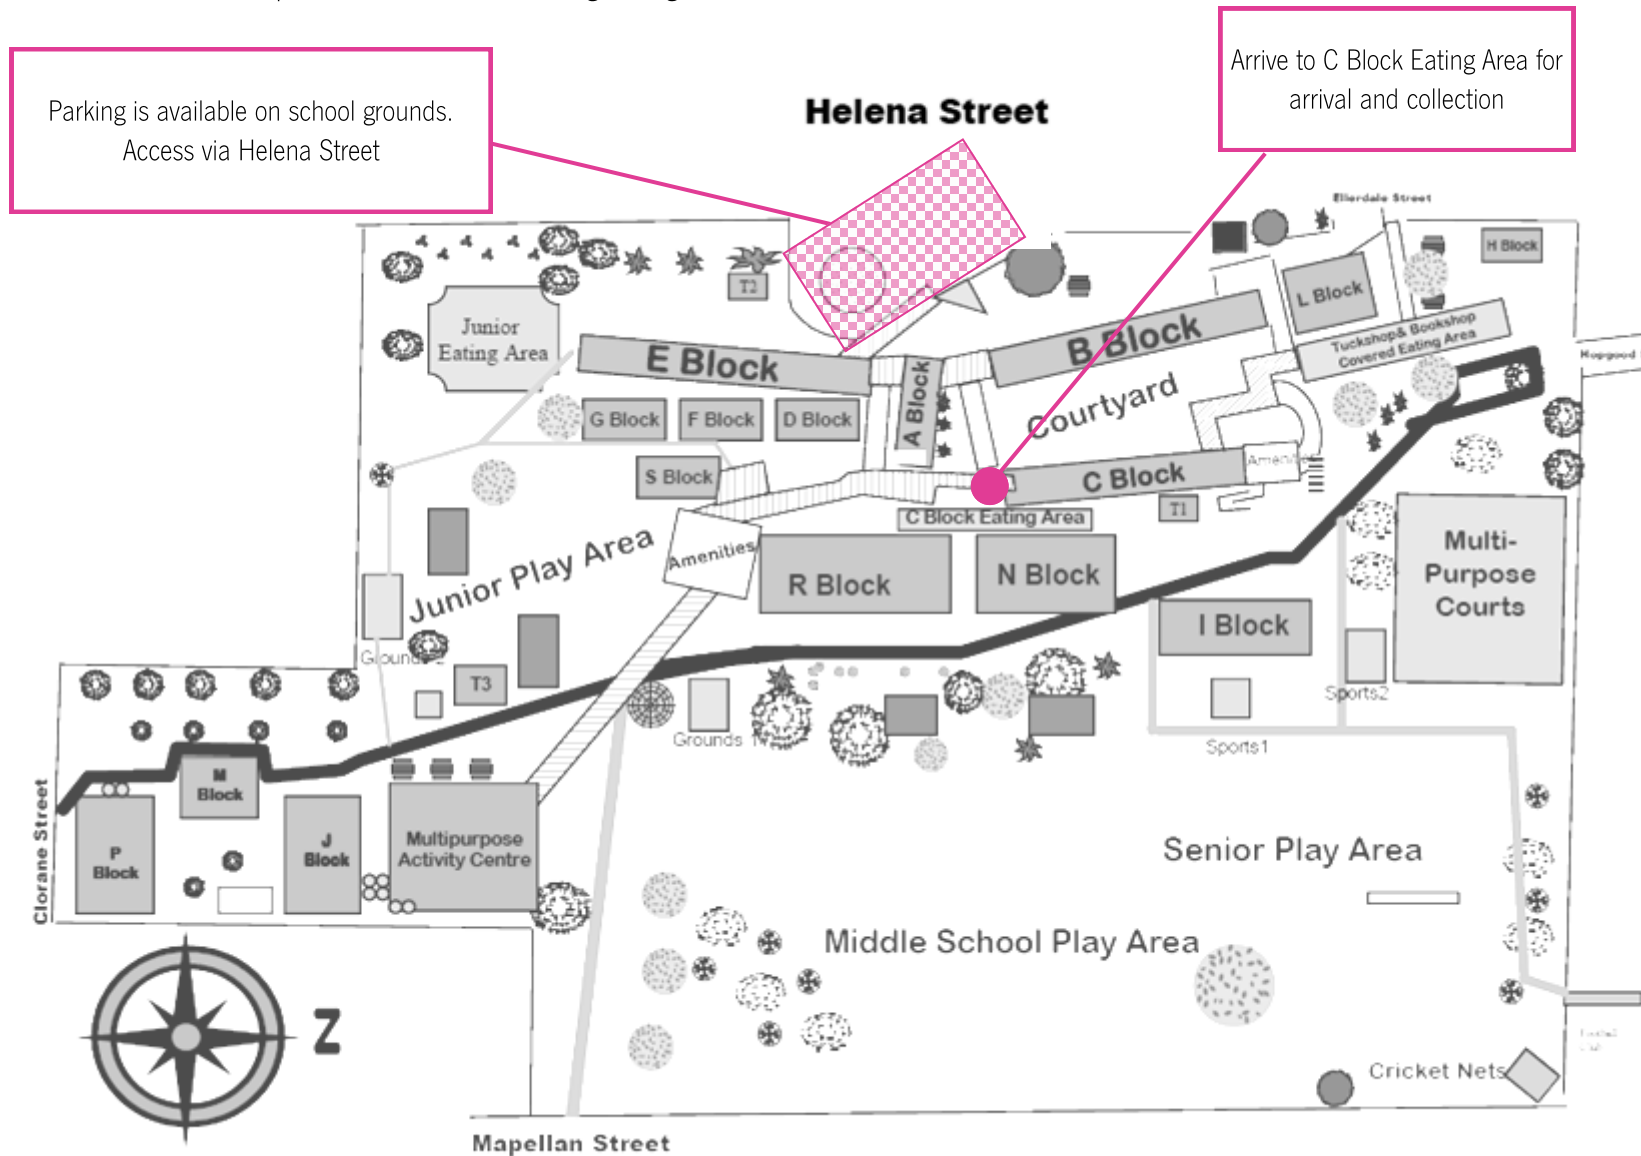 Parking is available on school grounds.
Access via Helena Street
Arrive to C Block Eating Area for
arrival and collection
Helena Street
Ellerdale Street
H Block
L Block
T2
Junior
Eating Area
E Block
B Block
Tuckshop& Bookshop
Covered Eating Area
Hopgood
A Block
Courtyard
G Block
F Block
D Block
S Block
C Block
Amenities
T1
C Block Eating Area
Junior Play Area
Amenities
R Block
N Block
Multi-
Purpose
Courts
I Block
Grounds 2
T3
Sports2
Grounds 1
Sports1
M
Block
Clorane Street
P
Block
J
Block
Multipurpose
Activity Centre
Senior Play Area
Middle School Play Area
Z
Cricket Nets
Mapellan Street